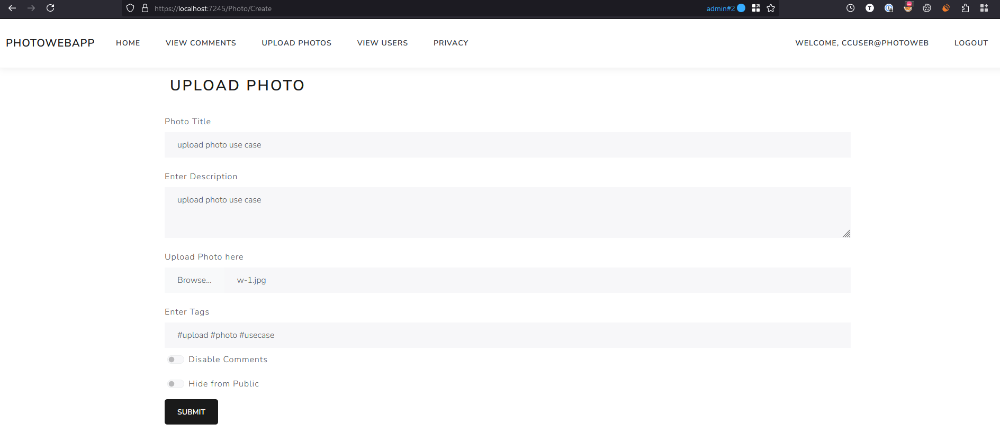 https://localhost:7245/Photo/Create admin#2
PHOTOWEBAPP HOME VIEW COMMENTS UPLOAD PHOTOS VIEW USERS PRIVACY WELCOME, CCUSER@PHOTOWEB LOGOUT
UPLOAD PHOTO
Photo Title
upload photo use case
Enter Description
upload photo use case
Upload Photo here
Browse... w-1.jpg
Enter Tags
#upload #photo #usecase
Disable Comments
Hide from Public
SUBMIT